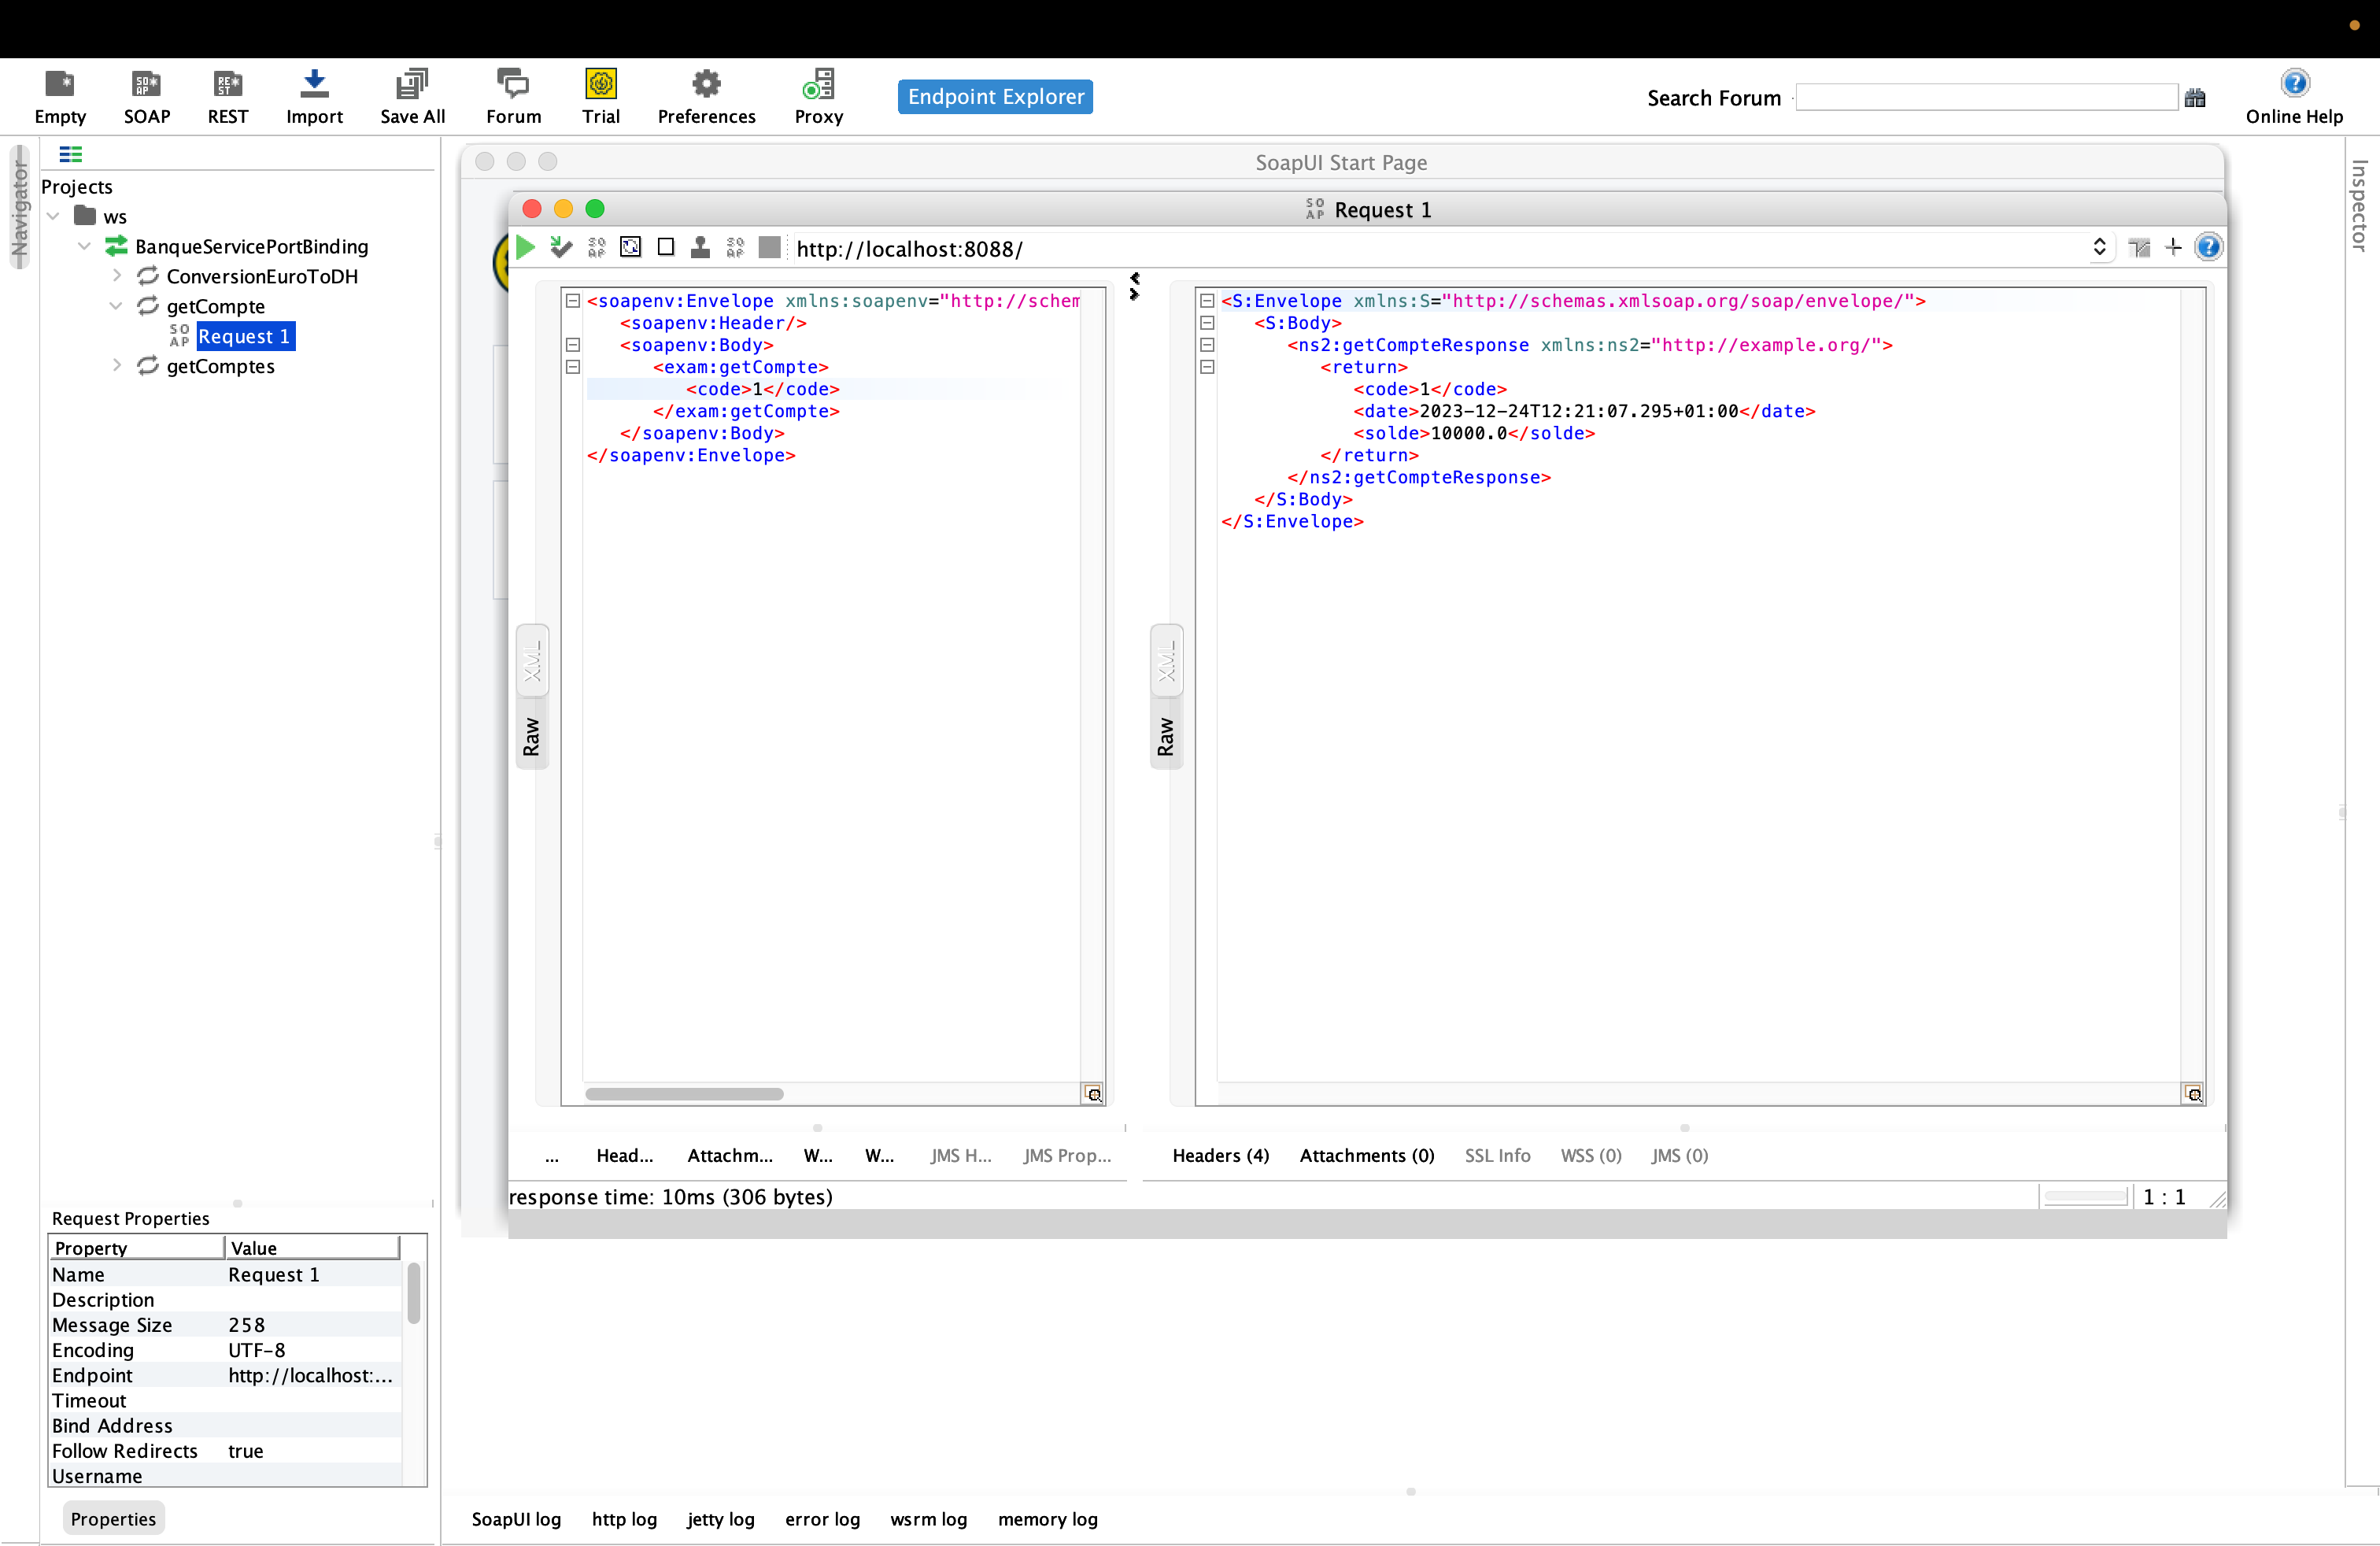 Empty SOAP REST Import Save All Forum Trial Preferences Proxy Endpoint Explorer Search Forum Online Help
Navigator
Inspector
Projects
ws
BanqueServicePortBinding
ConversionEuroToDH
getCompte
SOAP Request 1
getComptes
SoapUI Start Page
SOAP Request 1
http://localhost:8088/
<soapenv:Envelope xmlns:soapenv="http://schem
<soapenv:Header/>
<soapenv:Body>
<exam:getCompte>
<code>1</code>
</exam:getCompte>
</soapenv:Body>
</soapenv:Envelope>
XML
Raw
<S:Envelope xmlns:S="http://schemas.xmlsoap.org/soap/envelope/">
<S:Body>
<ns2:getCompteResponse xmlns:ns2="http://example.org/">
<return>
<code>1</code>
<date>2023-12-24T12:21:07.295+01:00</date>
<solde>10000.0</solde>
</return>
</ns2:getCompteResponse>
</S:Body>
</S:Envelope>
XML
Raw
... Head... Attachm... W... W... JMS H... JMS Prop...
Headers (4) Attachments (0) SSL Info WSS (0) JMS (0)
response time: 10ms (306 bytes)
1 : 1
Request Properties
Property Value
Name Request 1
Description
Message Size 258
Encoding UTF-8
Endpoint http://localhost:...
Timeout
Bind Address
Follow Redirects true
Username
Properties
SoapUI log http log jetty log error log wsrm log memory log